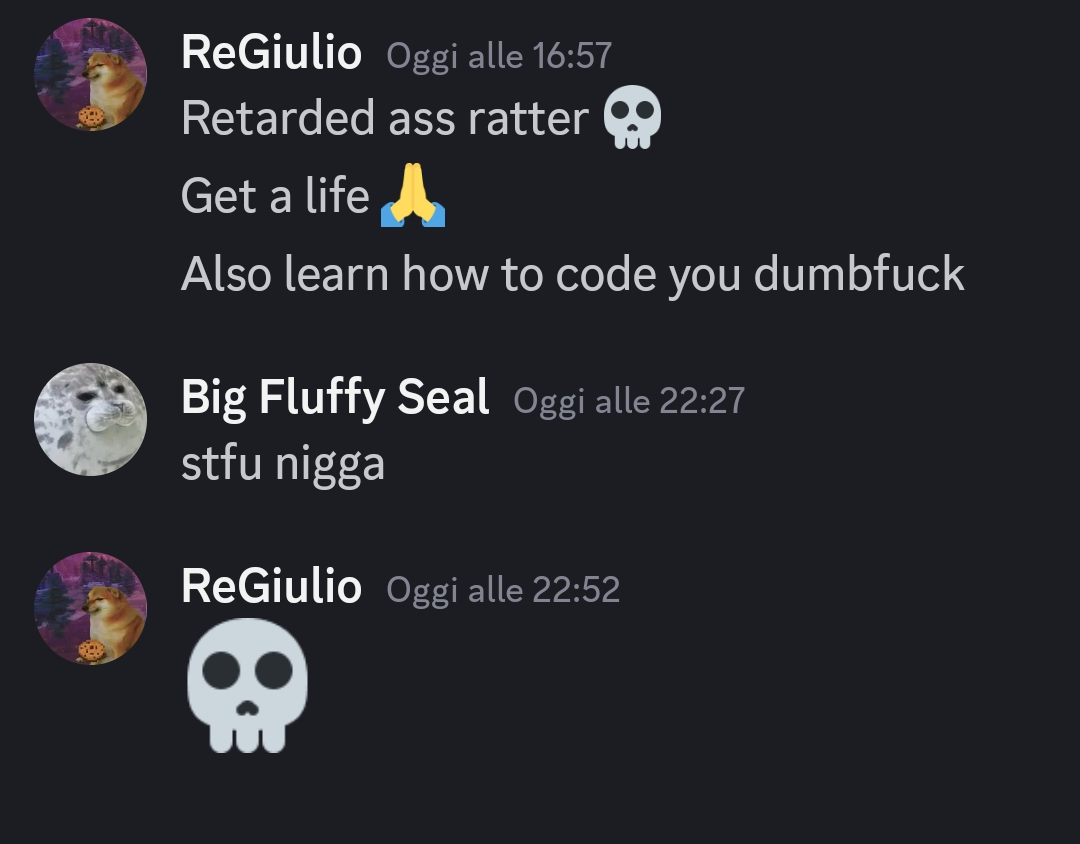 ReGiulio Oggi alle 16:57
Retarded ass ratter 💀
Get a life 🙏
Also learn how to code you dumbfuck
Big Fluffy Seal Oggi alle 22:27
stfu nigga
ReGiulio Oggi alle 22:52
💀